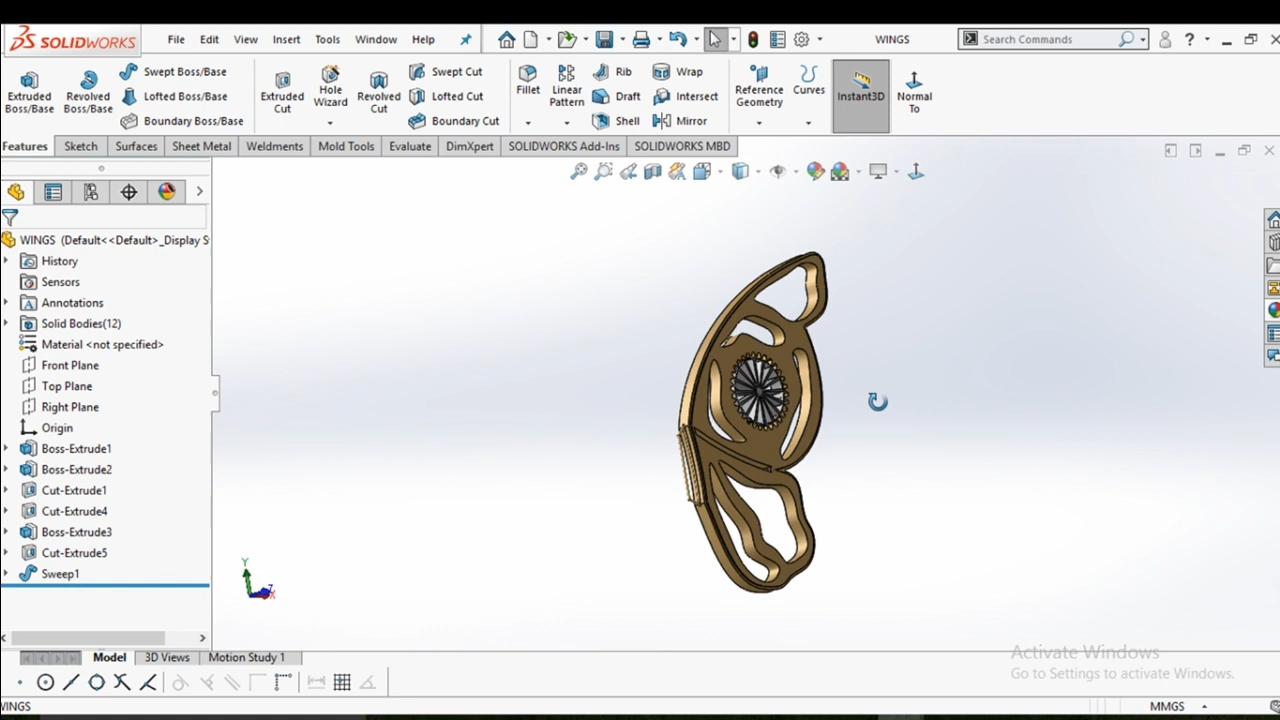 SOLIDWORKS File Edit View Insert Tools Window Help WINGS Search Commands ?
Extruded Boss/Base
Revolved Boss/Base
Swept Boss/Base
Lofted Boss/Base
Boundary Boss/Base
Extruded Cut
Hole Wizard
Revolved Cut
Swept Cut
Lofted Cut
Boundary Cut
Fillet
Linear Pattern
Rib
Draft
Shell
Wrap
Intersect
Mirror
Reference Geometry
Curves
Instant3D
Normal To
Features Sketch Surfaces Sheet Metal Weldments Mold Tools Evaluate DimXpert SOLIDWORKS Add-Ins SOLIDWORKS MBD
WINGS (Default<<Default>_Display S
History
Sensors
Annotations
Solid Bodies(12)
Material <not specified>
Front Plane
Top Plane
Right Plane
Origin
Boss-Extrude1
Boss-Extrude2
Cut-Extrude1
Cut-Extrude4
Boss-Extrude3
Cut-Extrude5
Sweep1
Y
Z
X
Activate Windows
Go to Settings to activate Windows.
Model 3D Views Motion Study 1
WINGS MMGS